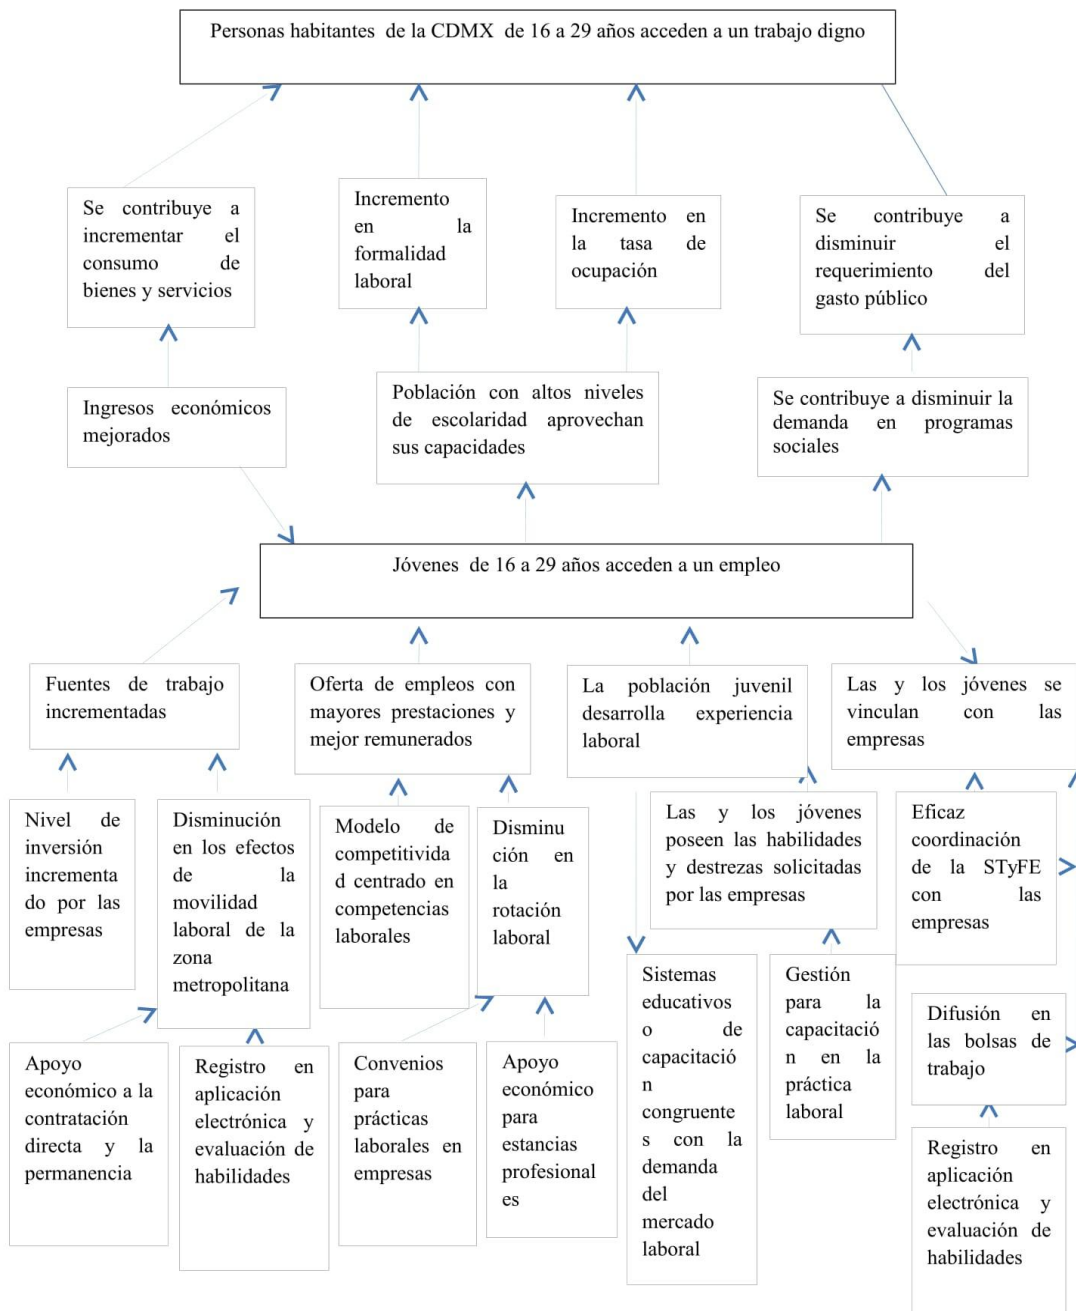 Personas habitantes de la CDMX de 16 a 29 años acceden a un trabajo digno
Se contribuye a
incrementar el
consumo de
bienes y servicios
Incremento
en la
formalidad
laboral
Incremento en
la tasa de
ocupación
Se contribuye a
disminuir el
requerimiento del
gasto público
Ingresos económicos
mejorados
Población con altos niveles
de escolaridad aprovechan
sus capacidades
Se contribuye a disminuir la
demanda en programas
sociales
Jóvenes de 16 a 29 años acceden a un empleo
Fuentes de trabajo
incrementadas
Oferta de empleos con
mayores prestaciones y
mejor remunerados
La población juvenil
desarrolla experiencia
laboral
Las y los jóvenes se
vinculan con las
empresas
Nivel de
inversión
incrementa
do por las
empresas
Disminución
en los efectos
de la
movilidad
laboral de la
zona
metropolitana
Modelo de
competitivida
d centrado en
competencias
laborales
Disminu
ción en
la
rotación
laboral
Las y los jóvenes
poseen las habilidades
y destrezas solicitadas
por las empresas
Eficaz
coordinación
de la STyFE
con las
empresas
Sistemas
educativos
o de
capacitació
n
congruente
s con la
demanda
del
mercado
laboral
Gestión
para la
capacitació
n en la
práctica
laboral
Difusión en
las bolsas de
trabajo
Apoyo
económico a la
contratación
directa y la
permanencia
Registro en
aplicación
electrónica y
evaluación de
habilidades
Convenios
para
prácticas
laborales en
empresas
Apoyo
económico
para
estancias
profesional
es
Registro en
aplicación
electrónica y
evaluación de
habilidades